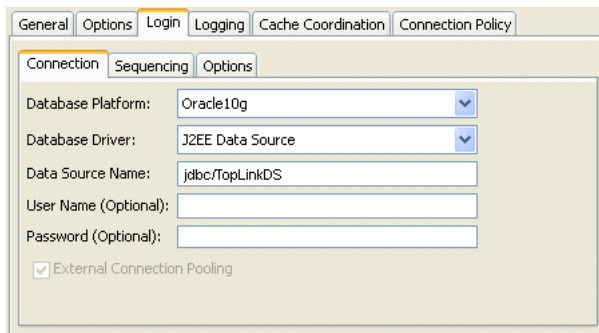 General Options Login Logging Cache Coordination Connection Policy
Connection Sequencing Options
Database Platform: Oracle10g
Database Driver: J2EE Data Source
Data Source Name: jdbc/TopLinkDS
User Name (Optional):
Password (Optional):
External Connection Pooling